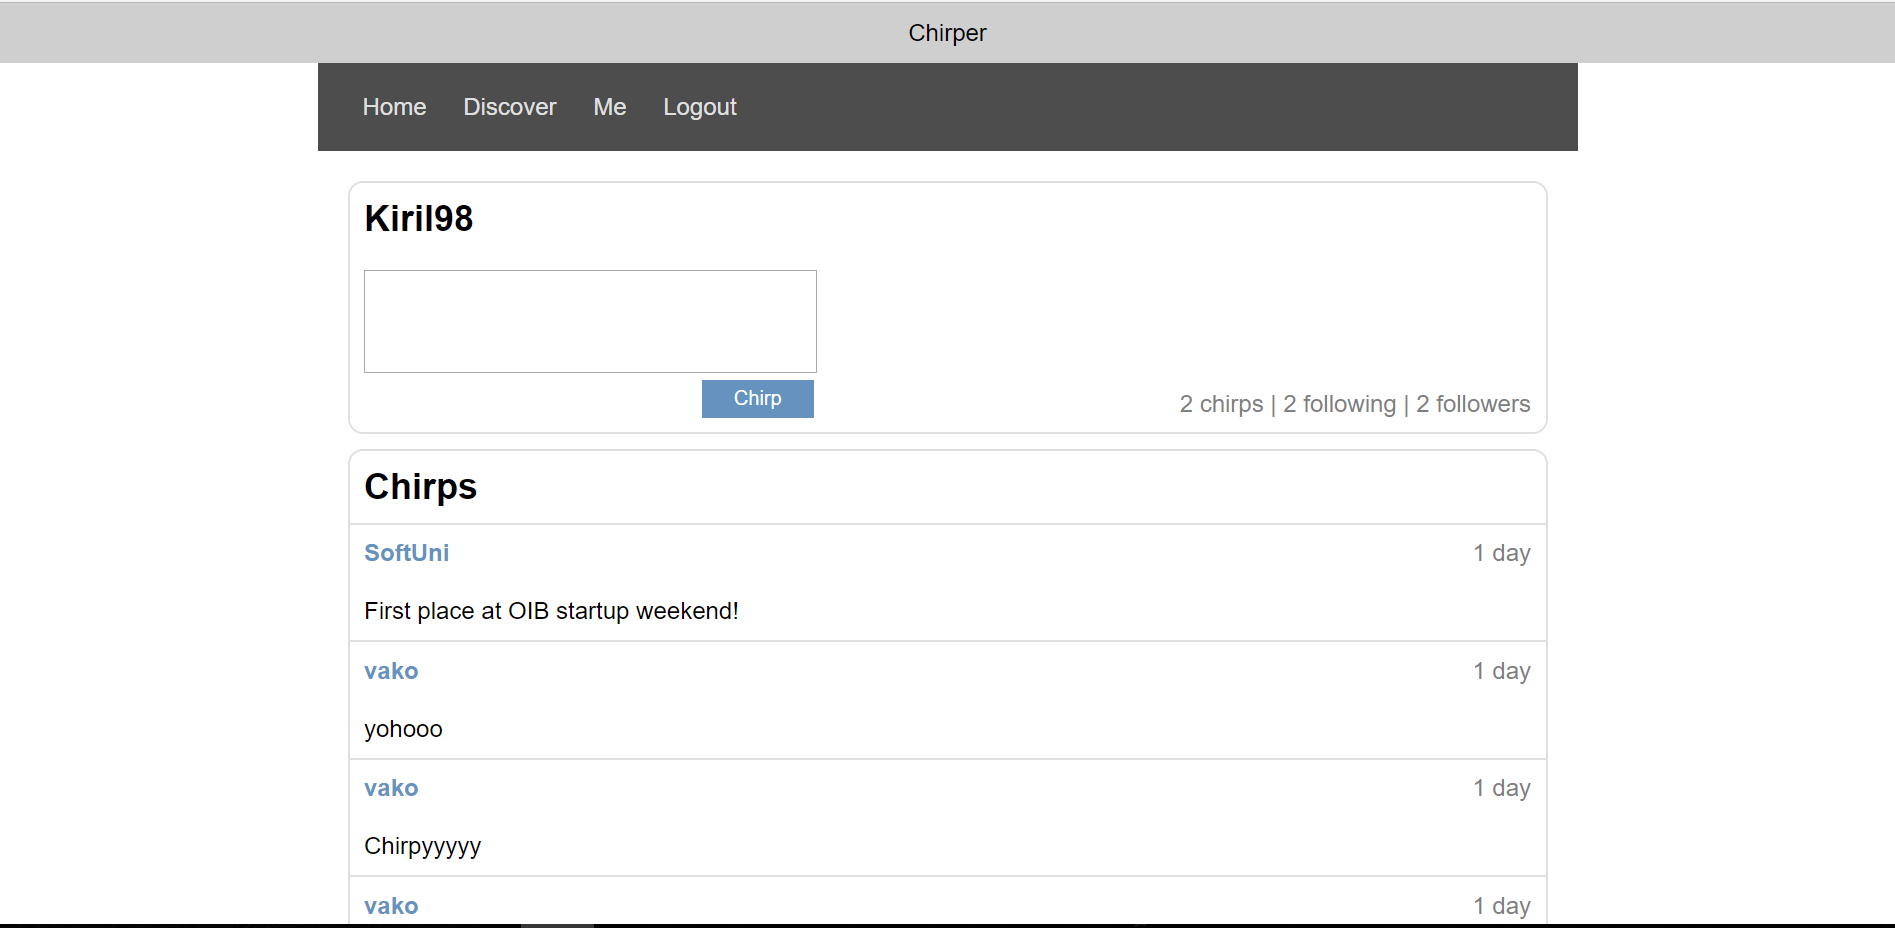 Chirper
Home Discover Me Logout
Kiril98
Chirp
2 chirps | 2 following | 2 followers
Chirps
SoftUni 1 day
First place at OIB startup weekend!
vako 1 day
yohooo
vako 1 day
Chirpyyyyy
vako 1 day